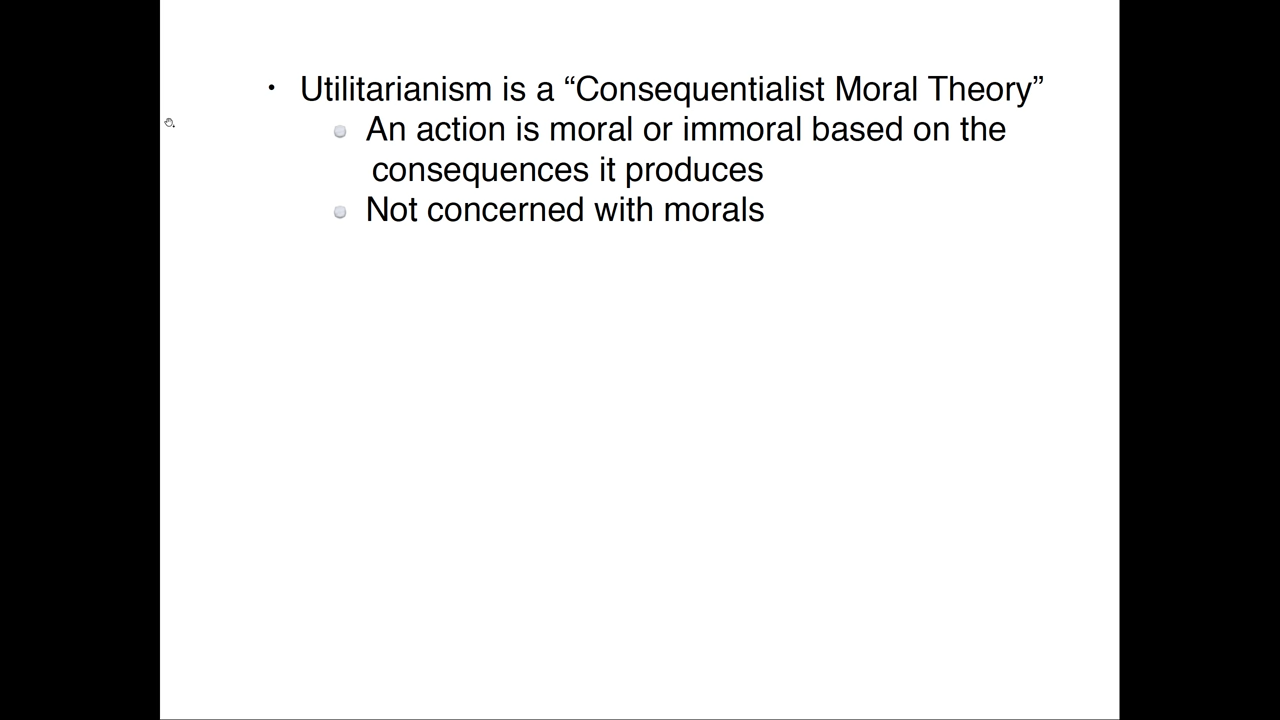 • Utilitarianism is a “Consequentialist Moral Theory”
An action is moral or immoral based on the
consequences it produces
Not concerned with morals